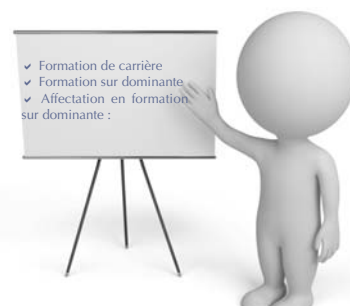 ✓ Formation de carrière
✓ Formation sur dominante
✓ Affectation en formation
sur dominante :